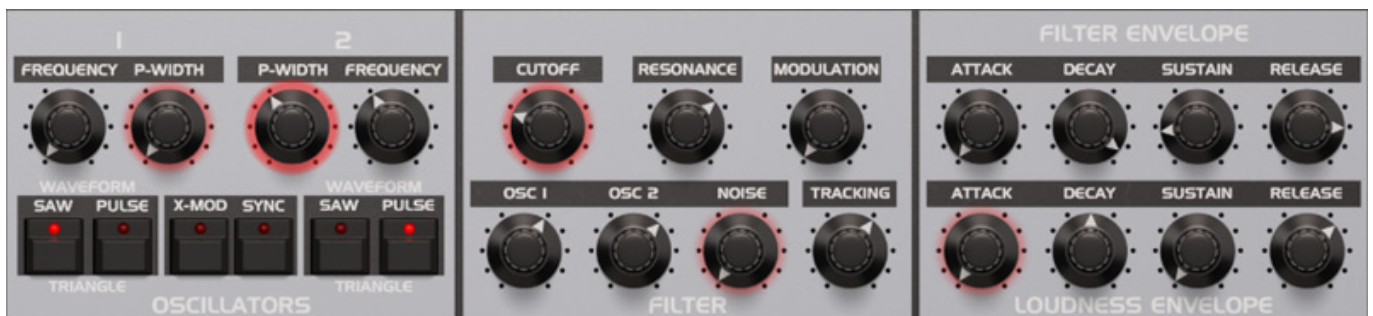 1 2
FREQUENCY P-WIDTH P-WIDTH FREQUENCY
WAVEFORM WAVEFORM
SAW PULSE X-MOD SYNC SAW PULSE
TRIANGLE TRIANGLE
OSCILLATORS
CUTOFF RESONANCE MODULATION
OSC 1 OSC 2 NOISE TRACKING
FILTER
FILTER ENVELOPE
ATTACK DECAY SUSTAIN RELEASE
ATTACK DECAY SUSTAIN RELEASE
LOUDNESS ENVELOPE